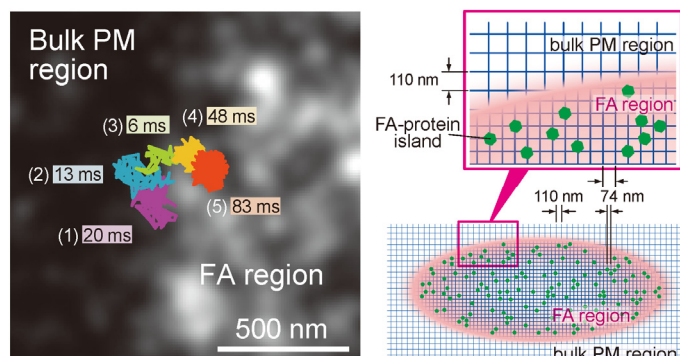 Bulk PM
region
(3) 6 ms
(4) 48 ms
(2) 13 ms
(5) 83 ms
(1) 20 ms
FA region
500 nm
bulk PM region
110 nm
FA region
FA-protein
island
110 nm
74 nm
FA region
bulk PM region